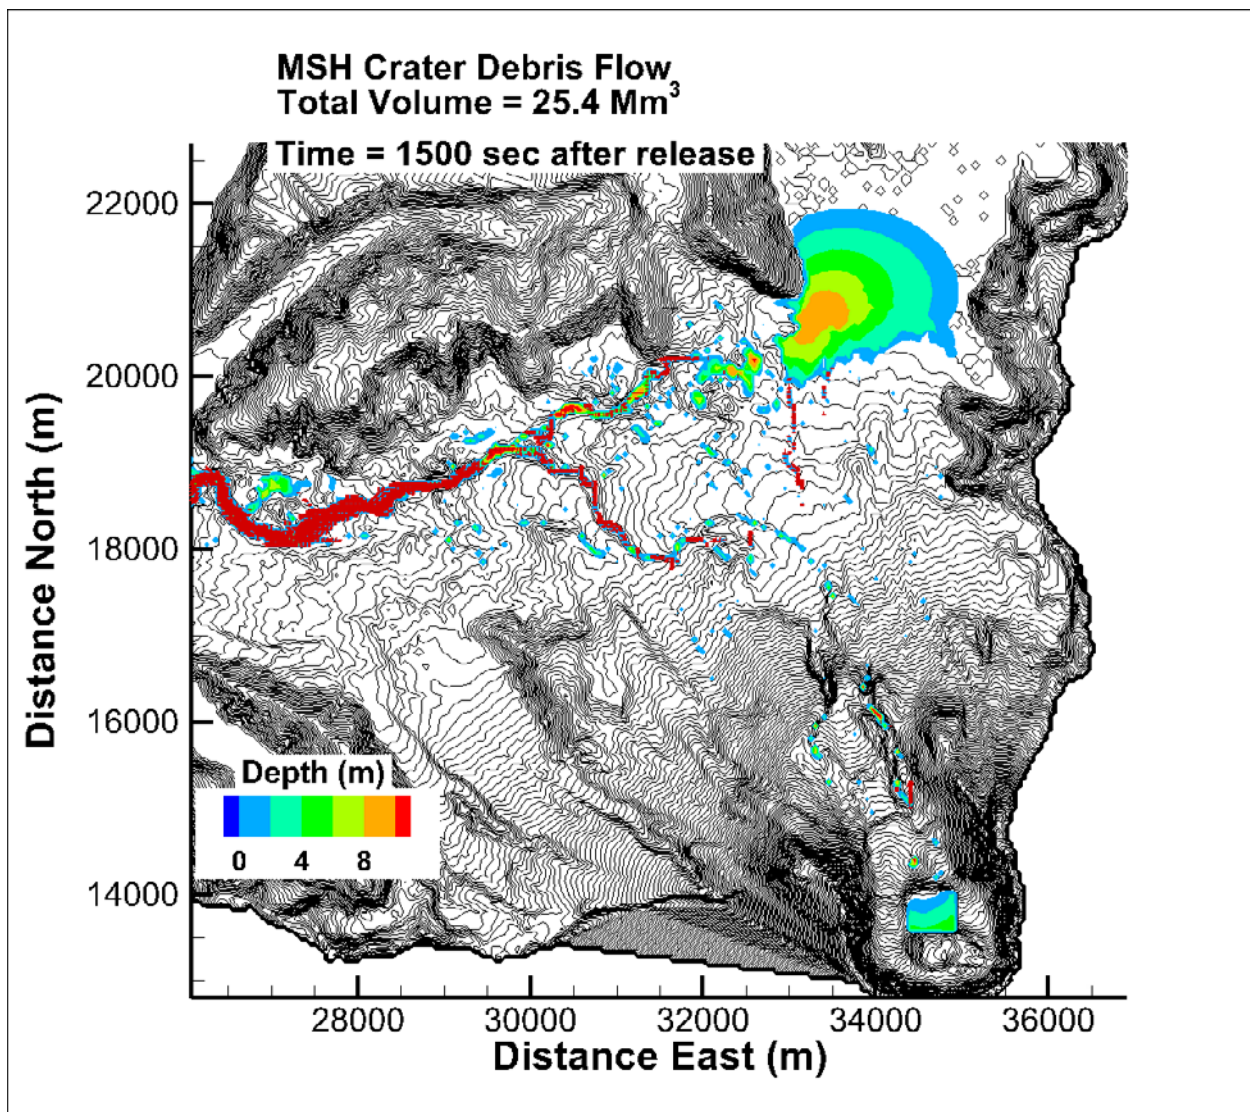 MSH Crater Debris Flow
Total Volume = 25.4 Mm³
Time = 1500 sec after release
22000
20000
18000
16000
14000
Distance North (m)
Depth (m)
0 4 8
28000 30000 32000 34000 36000
Distance East (m)